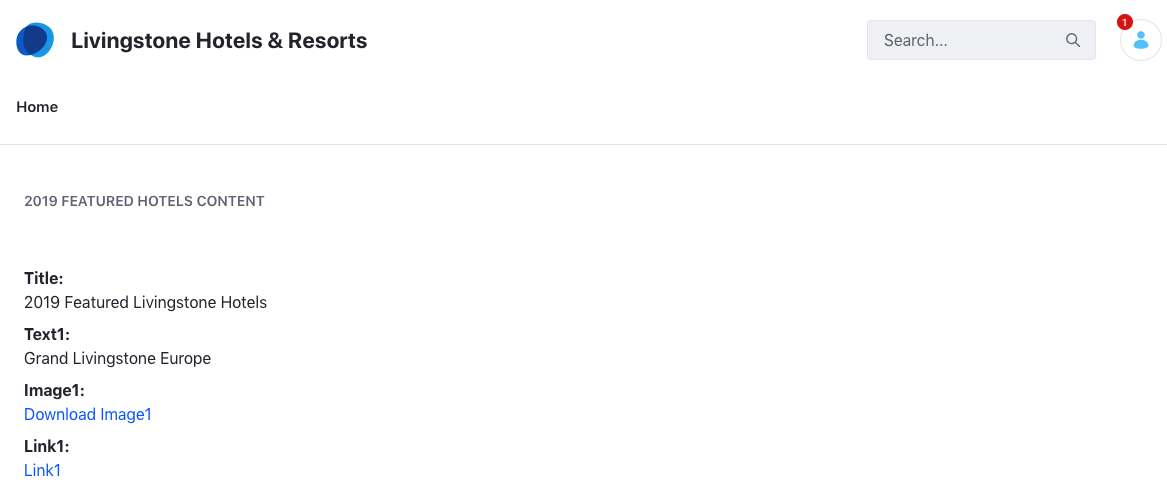 Livingstone Hotels & Resorts
Search...
1
Home
2019 FEATURED HOTELS CONTENT
Title:
2019 Featured Livingstone Hotels
Text1:
Grand Livingstone Europe
Image1:
Download Image1
Link1:
Link1